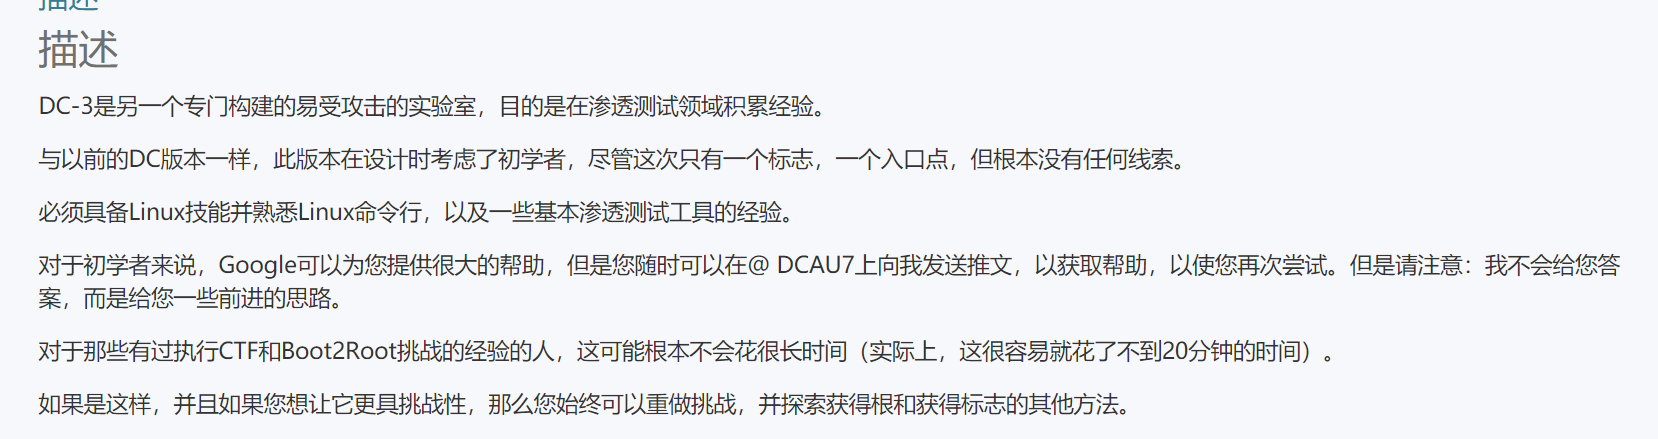 描述
描述
DC-3是另一个专门构建的易受攻击的实验室，目的是在渗透测试领域积累经验。
与以前的DC版本一样，此版本在设计时考虑了初学者，尽管这次只有一个标志，一个入口点，但根本没有任何线索。
必须具备Linux技能并熟悉Linux命令行，以及一些基本渗透测试工具的经验。
对于初学者来说，Google可以为您提供很大的帮助，但是您随时可以在@ DCAU7上向我发送推文，以获取帮助，以使您再次尝试。但是请注意：我不会给您答
案，而是给您一些前进的思路。
对于那些有过执行CTF和Boot2Root挑战的经验的人，这可能根本不会花很长时间（实际上，这很容易就花了不到20分钟的时间）。
如果是这样，并且如果您想让它更具挑战性，那么您始终可以重做挑战，并探索获得根和获得标志的其他方法。